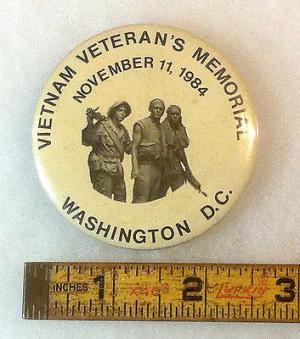 VIETNAM VETERAN'S MEMORIAL
NOVEMBER 11, 1984
WASHINGTON D.C.
INCHES 1 2 LUFKIN 3